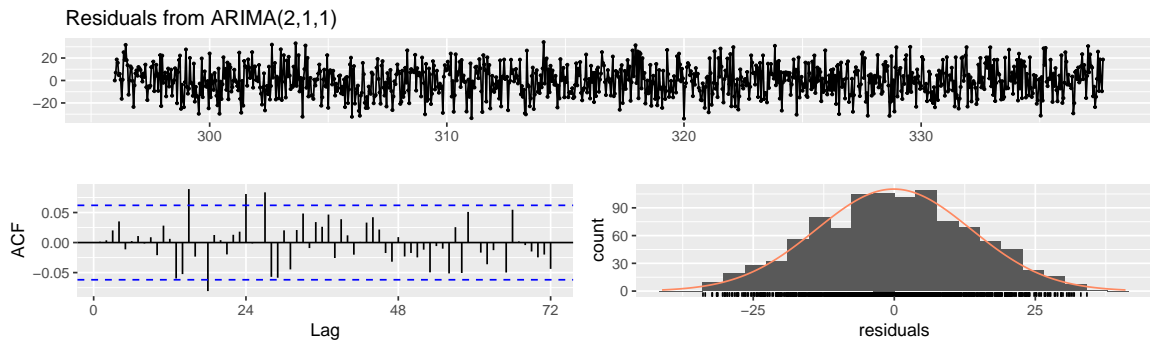 Residuals from ARIMA(2,1,1)
20
0
−20
300 310 320 330
0.05
0.00
−0.05
ACF
0 24 48 72
Lag
90
60
30
0
count
−25 0 25
residuals